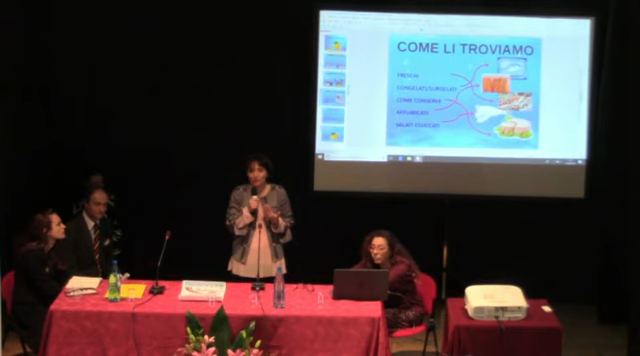 COME LI TROVIAMO
FRESCHI
CONGELATI/SURGELATI
COME CONSERVE
AFFUMICATI
SALATI ESSICCATI